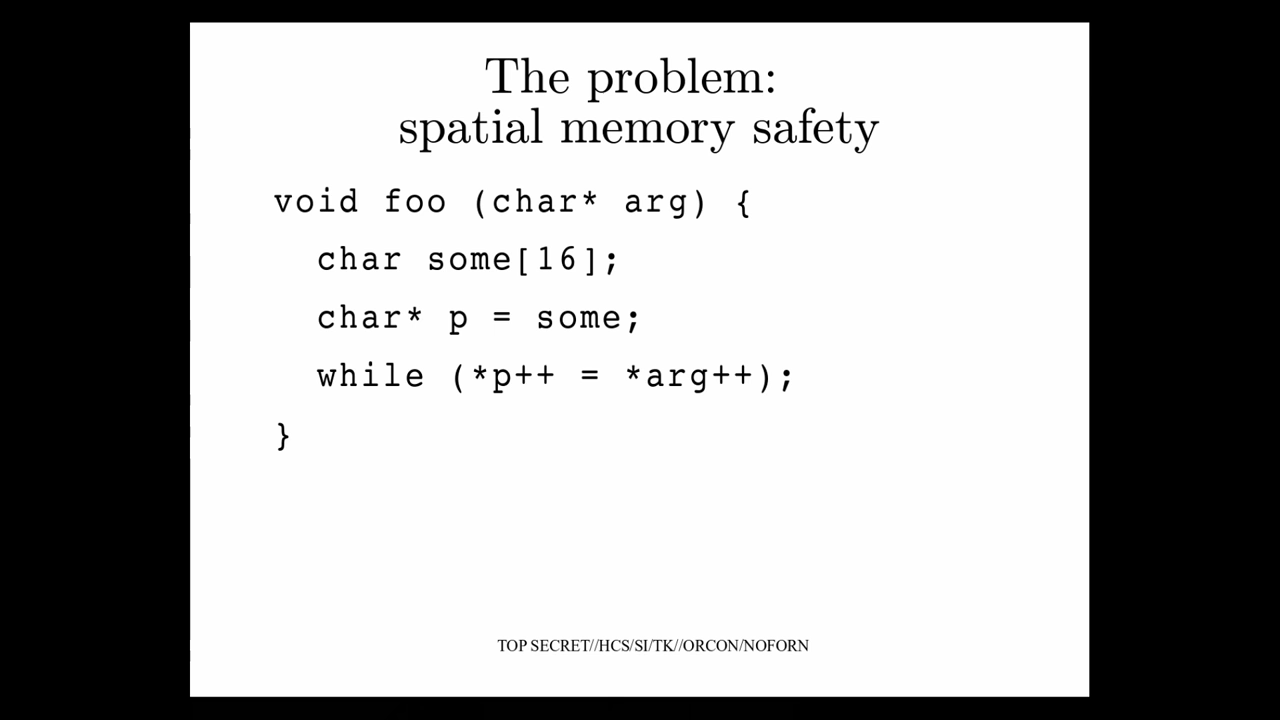 The problem:
spatial memory safety
void foo (char* arg) {
char some[16];
char* p = some;
while (*p++ = *arg++);
}
TOP SECRET//HCS/SI/TK//ORCON/NOFORN